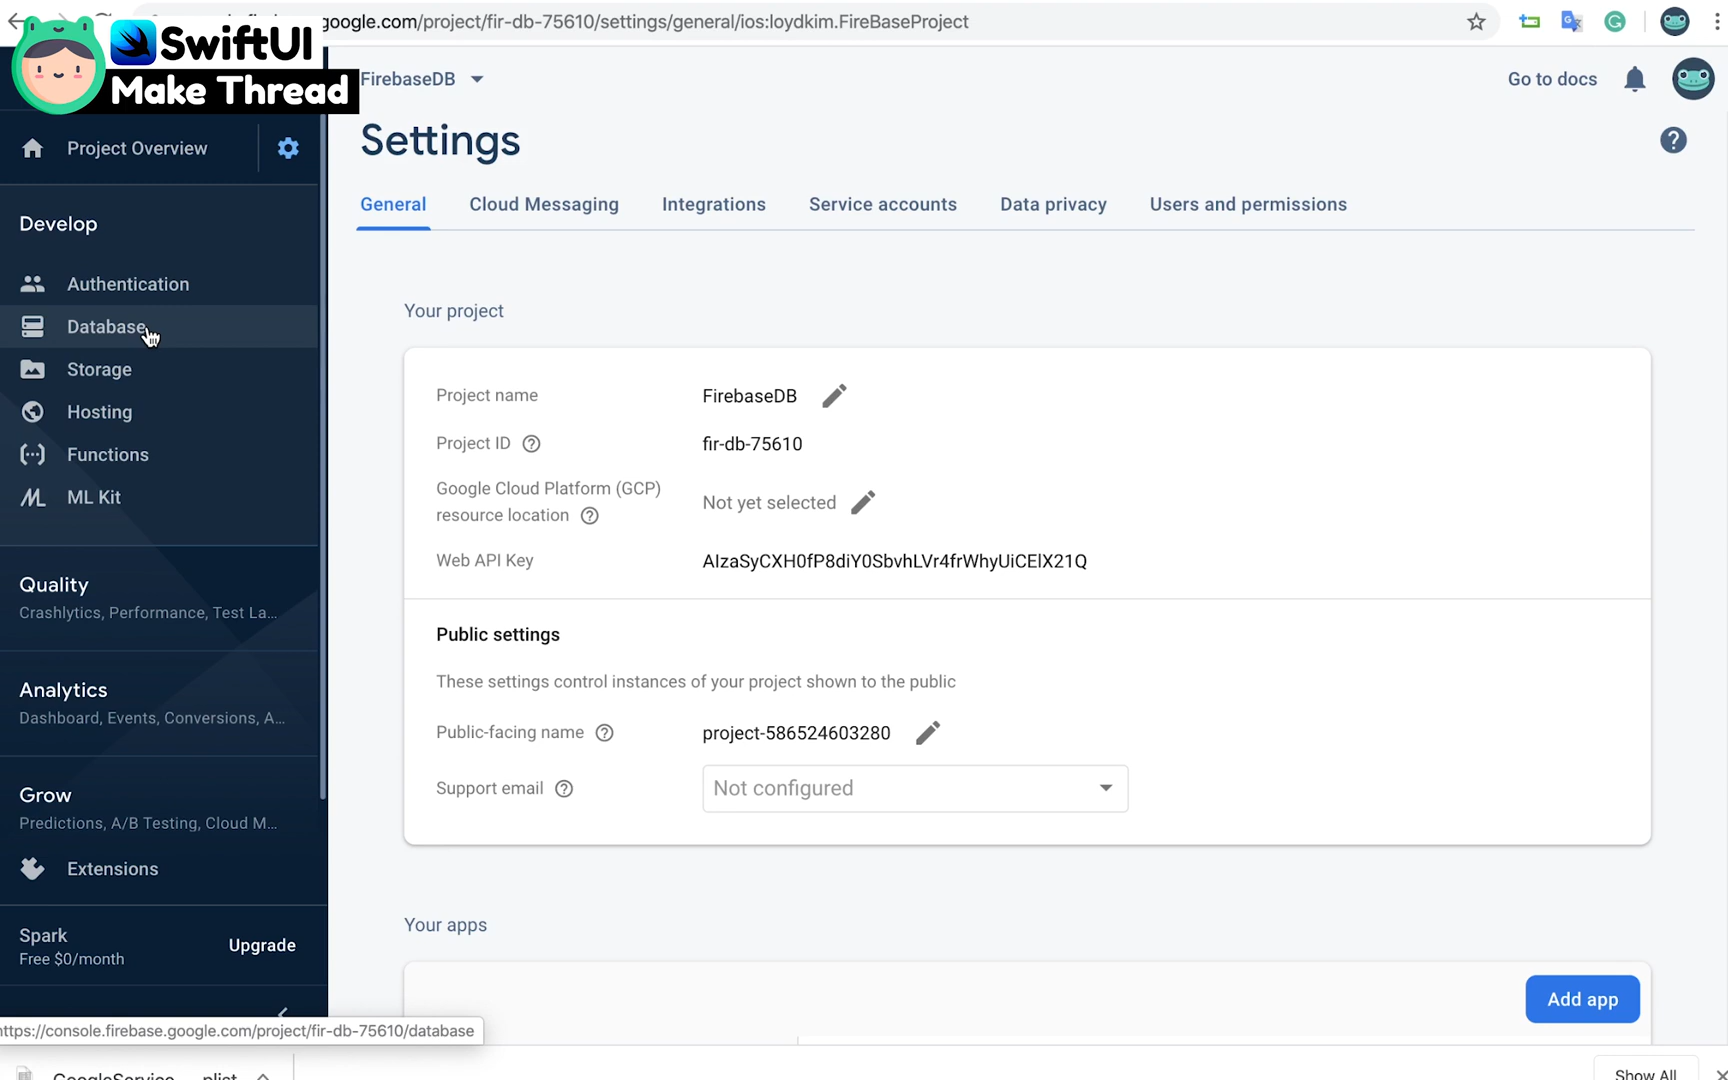 google.com/project/fir-db-75610/settings/general/ios:loydkim.FireBaseProject
SwiftUI
Make Thread
FirebaseDB
Go to docs
Settings
Project Overview
General
Cloud Messaging
Integrations
Service accounts
Data privacy
Users and permissions
Develop
Authentication
Database
Storage
Hosting
Functions
ML Kit
Quality
Crashlytics, Performance, Test La...
Analytics
Dashboard, Events, Conversions, A...
Grow
Predictions, A/B Testing, Cloud M...
Extensions
Spark
Free $0/month
Upgrade
Your project
Project name
FirebaseDB
Project ID
fir-db-75610
Google Cloud Platform (GCP)
resource location
Not yet selected
Web API Key
AIzaSyCXH0fP8diY0SbvhLVr4frWhyUiCElX21Q
Public settings
These settings control instances of your project shown to the public
Public-facing name
project-586524603280
Support email
Not configured
Your apps
Add app
https://console.firebase.google.com/project/fir-db-75610/database
GoogleService ... plist
Show All